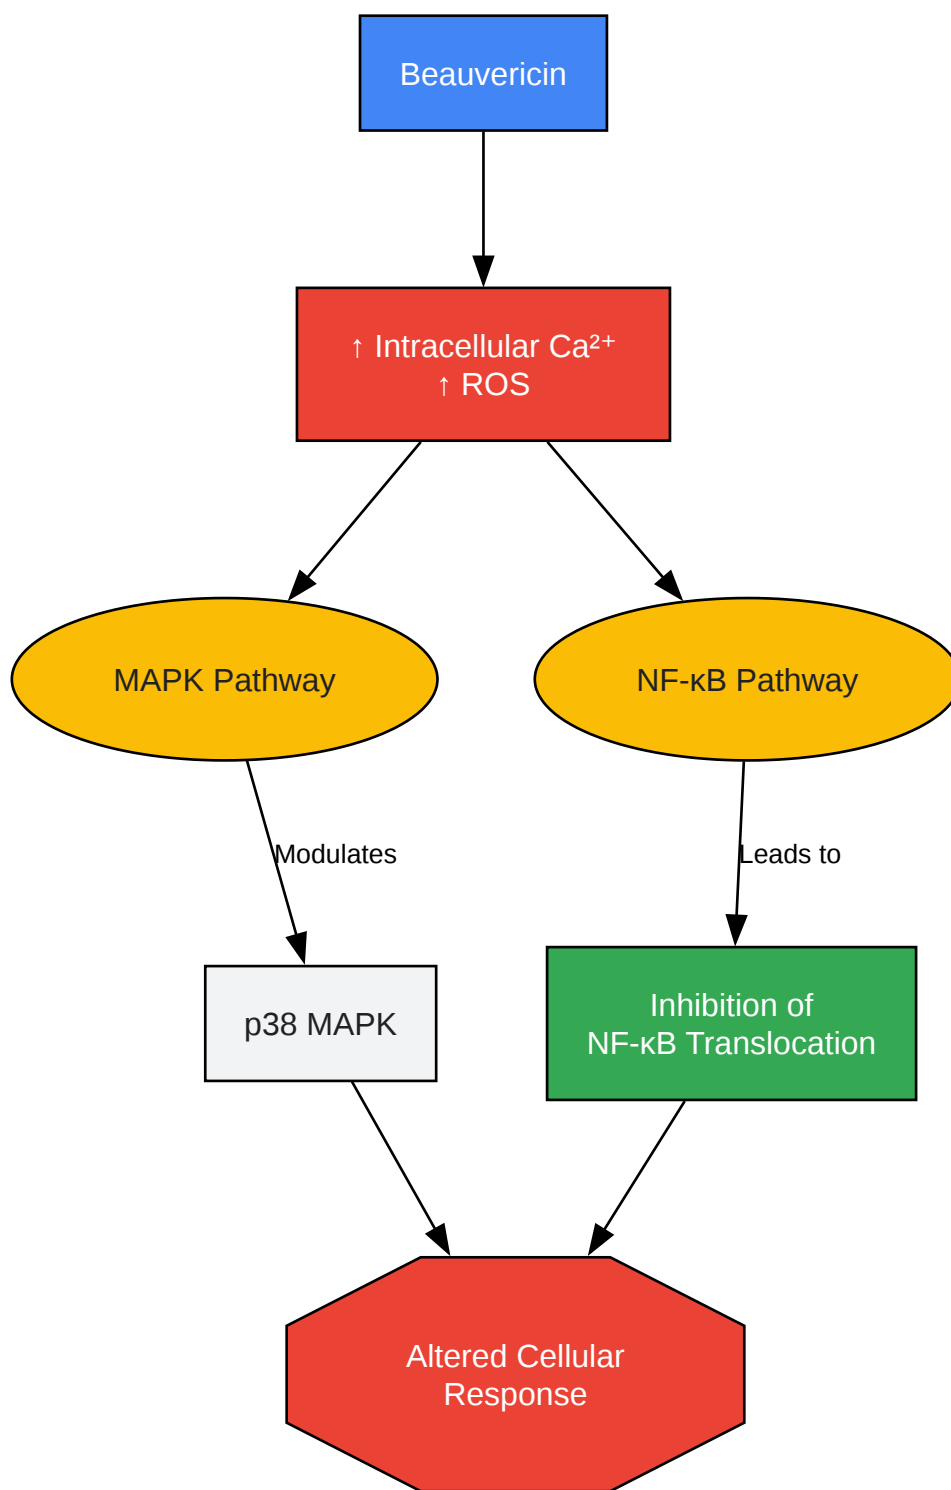 Beauvericin
↑ Intracellular Ca²⁺
↑ ROS
MAPK Pathway
NF-κB Pathway
Modulates
Leads to
p38 MAPK
Inhibition of
NF-κB Translocation
Altered Cellular
Response